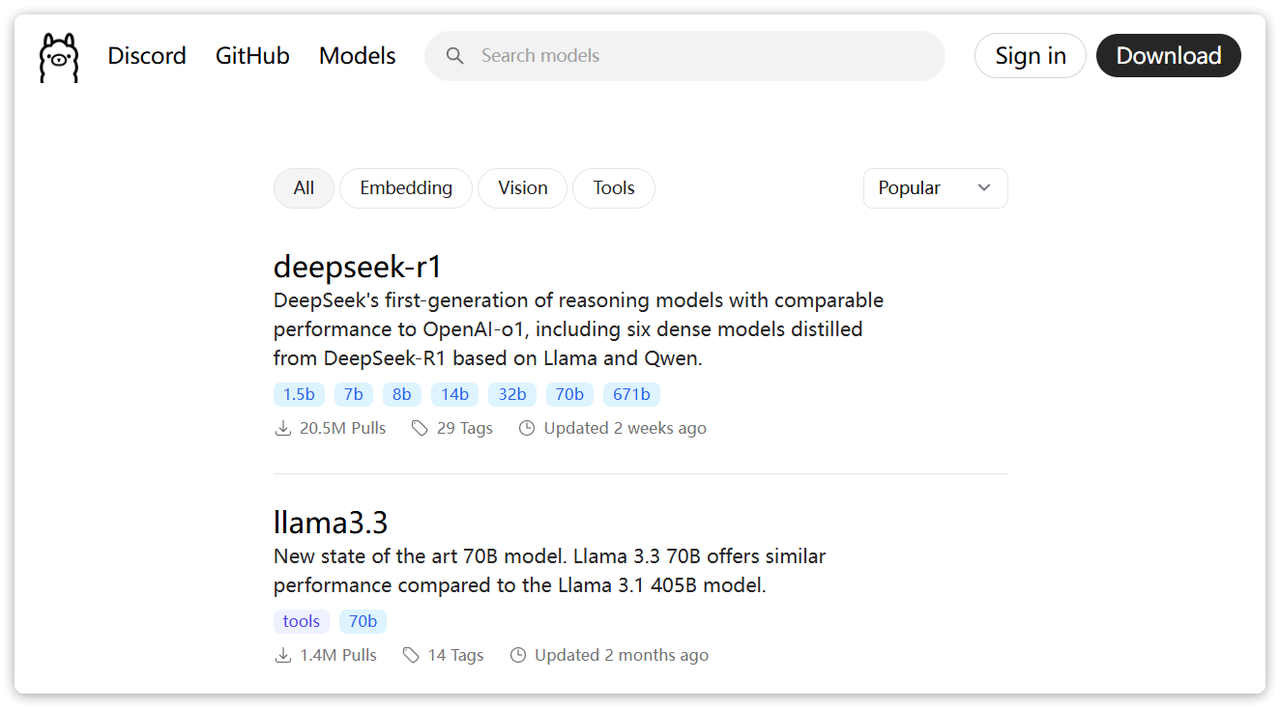 Discord GitHub Models Search models Sign in Download
All Embedding Vision Tools Popular
deepseek-r1
DeepSeek's first-generation of reasoning models with comparable
performance to OpenAI-o1, including six dense models distilled
from DeepSeek-R1 based on Llama and Qwen.
1.5b 7b 8b 14b 32b 70b 671b
20.5M Pulls 29 Tags Updated 2 weeks ago
llama3.3
New state of the art 70B model. Llama 3.3 70B offers similar
performance compared to the Llama 3.1 405B model.
tools 70b
1.4M Pulls 14 Tags Updated 2 months ago